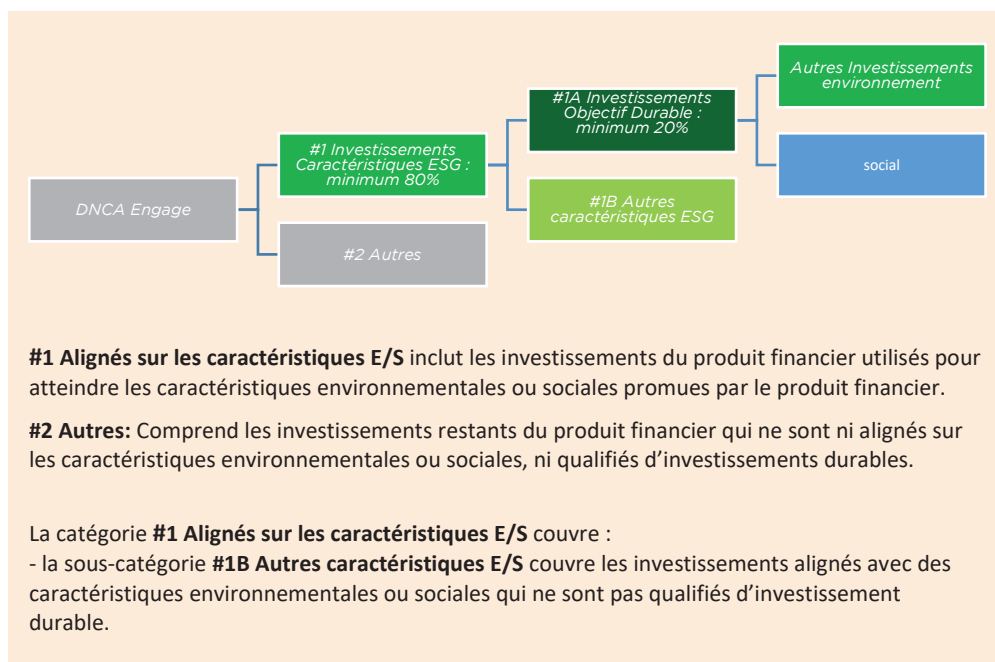 DNCA Engage
#1 Investissements
Caractéristiques ESG :
minimum 80%
#2 Autres
#1A Investissements
Objectif Durable :
minimum 20%
#1B Autres
caractéristiques ESG
Autres Investissements
environnement
social
#1 Alignés sur les caractéristiques E/S inclut les investissements du produit financier utilisés pour
atteindre les caractéristiques environnementales ou sociales promues par le produit financier.
#2 Autres: Comprend les investissements restants du produit financier qui ne sont ni alignés sur
les caractéristiques environnementales ou sociales, ni qualifiés d’investissements durables.
La catégorie #1 Alignés sur les caractéristiques E/S couvre :
- la sous-catégorie #1B Autres caractéristiques E/S couvre les investissements alignés avec des
caractéristiques environnementales ou sociales qui ne sont pas qualifiés d’investissement
durable.